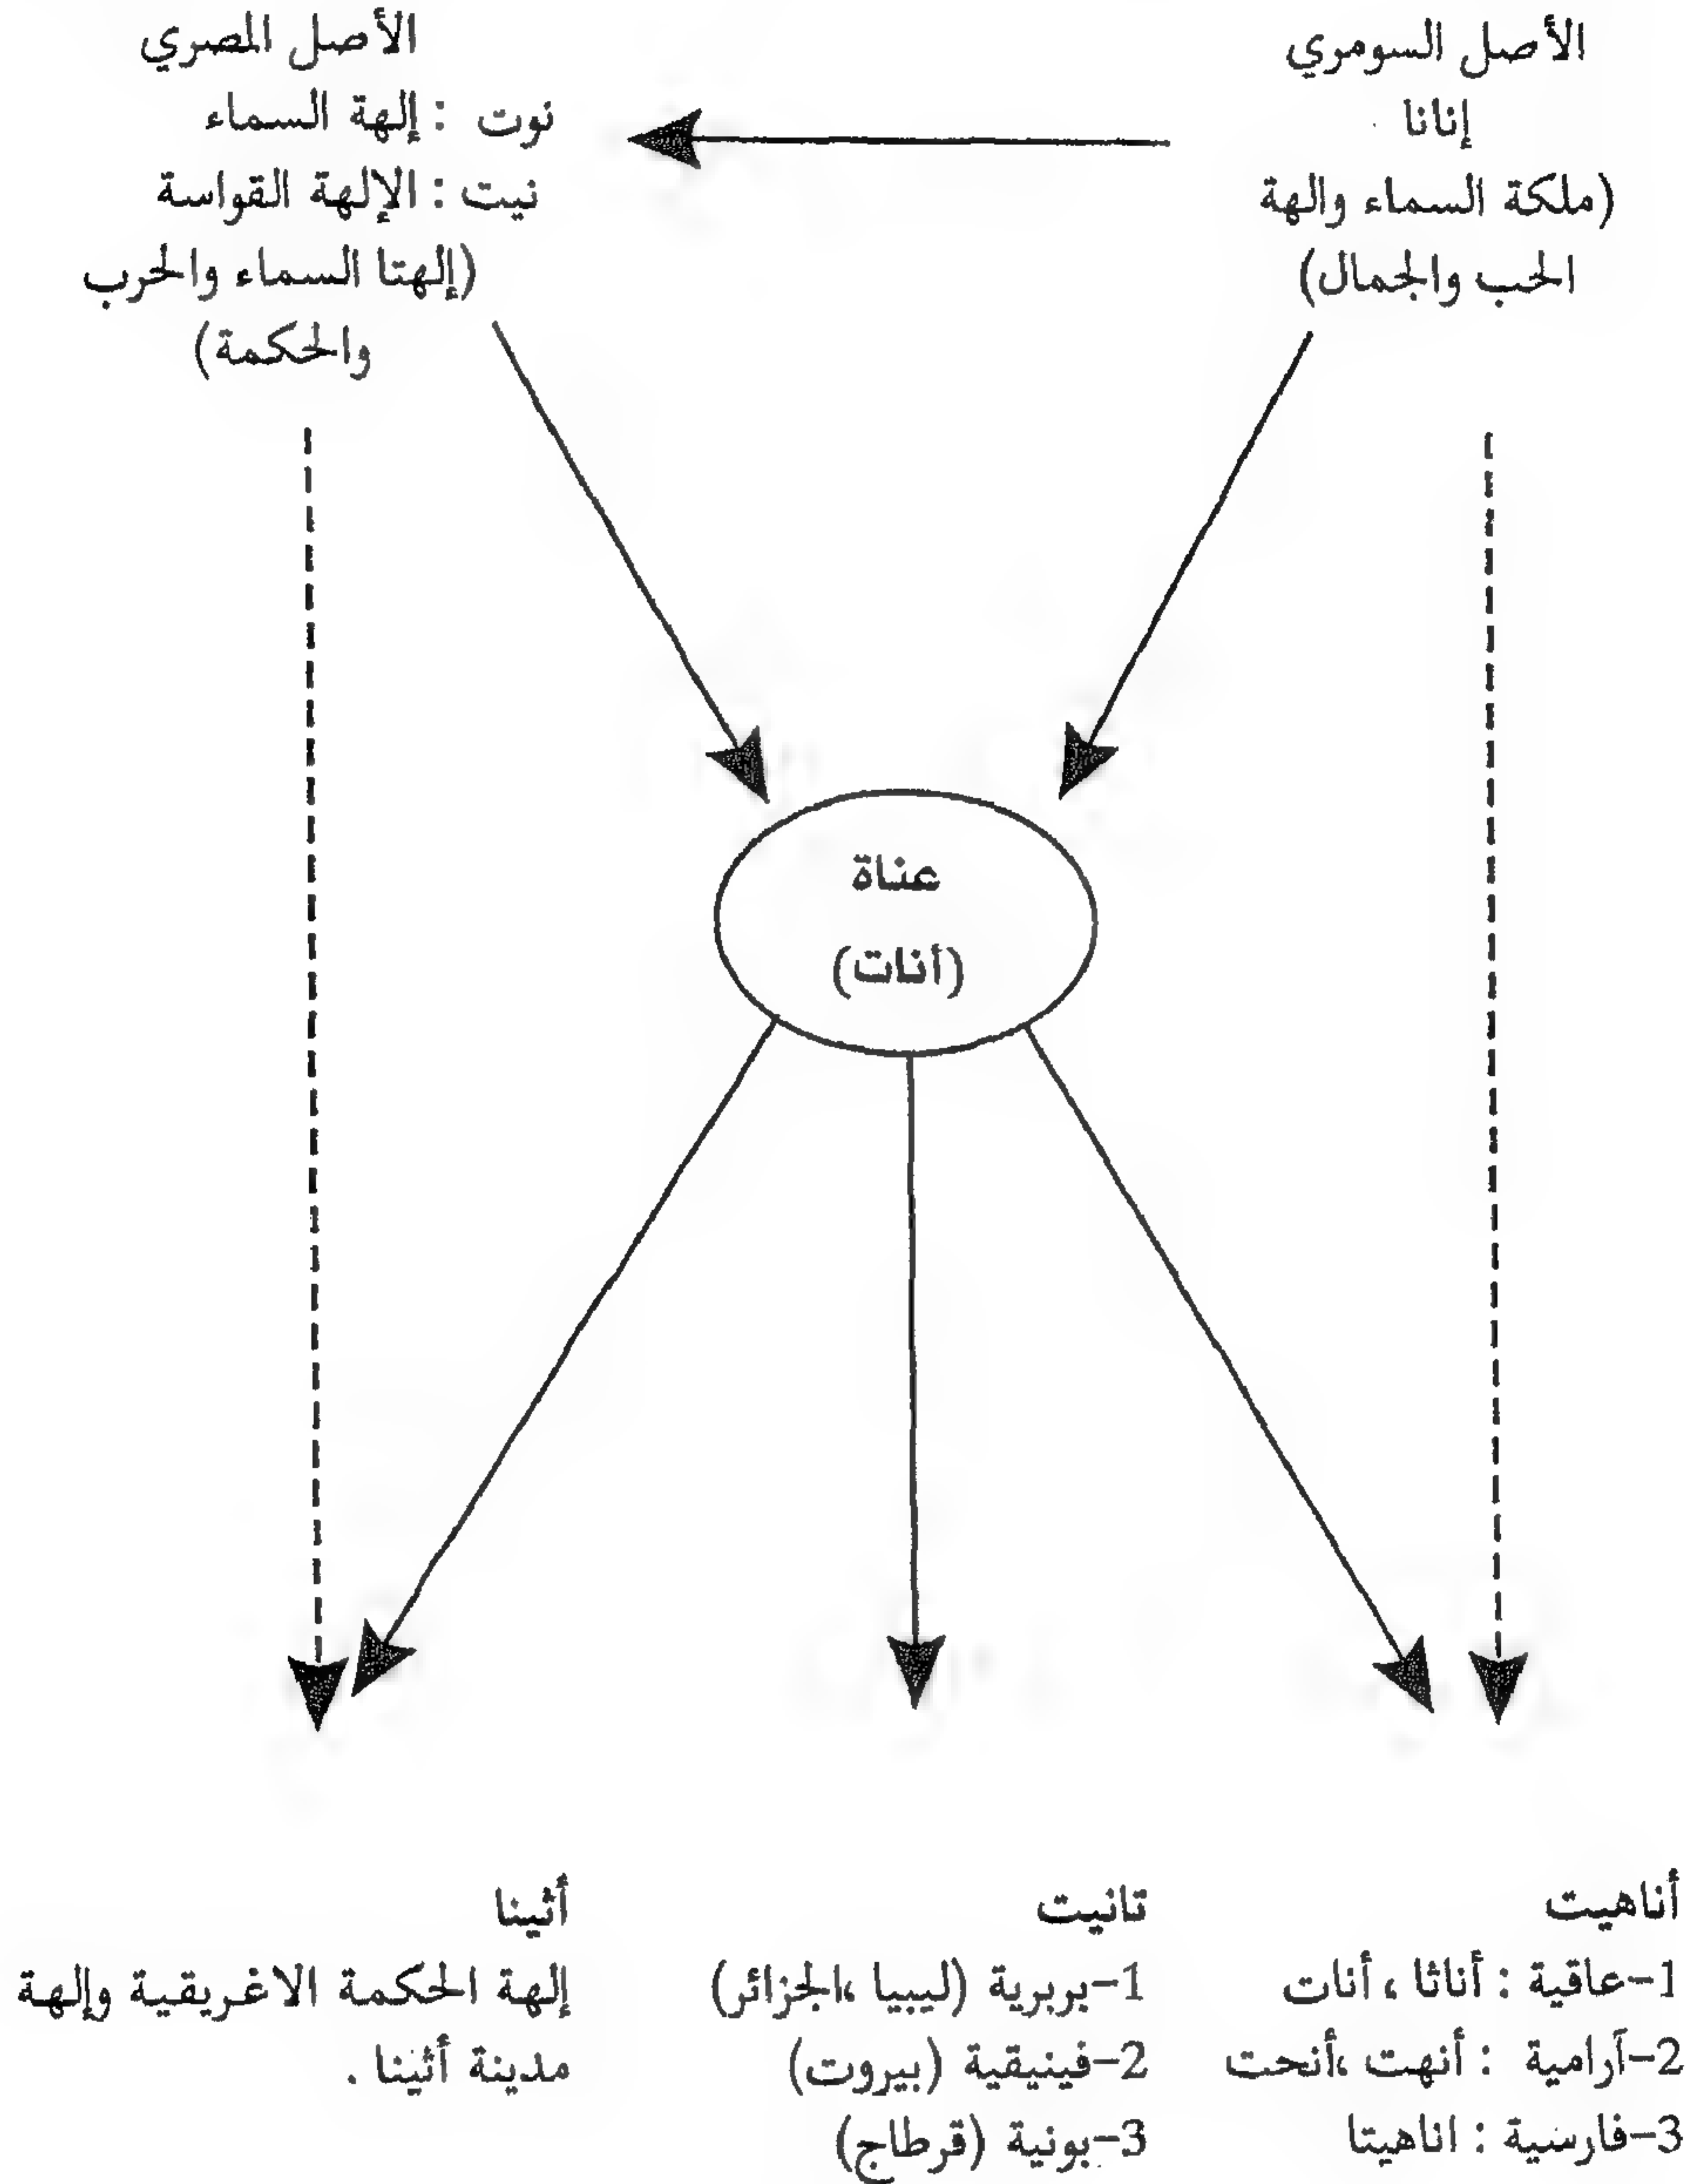 الأصل السومري
إنانا
(ملكة السماء والهة
الحب والجمال)
الأصل المصري
نوت : إلهة السماء
نيت : الإلهة القواسة
(إلهتا السماء والحرب
والحكمة)
عناة
(أنات)
أناهيت
1-عاقية : أناثا ، أنات
2-آرامية : أنهت ،أنحت
3-فارسية : اناهيتا
تانيت
1-بربرية (ليبيا ،الجزائر)
2-فينيقية (بيروت)
3-بونية (قرطاج)
أثينا
إلهة الحكمة الاغريقية وإلهة
مدينة أثينا .